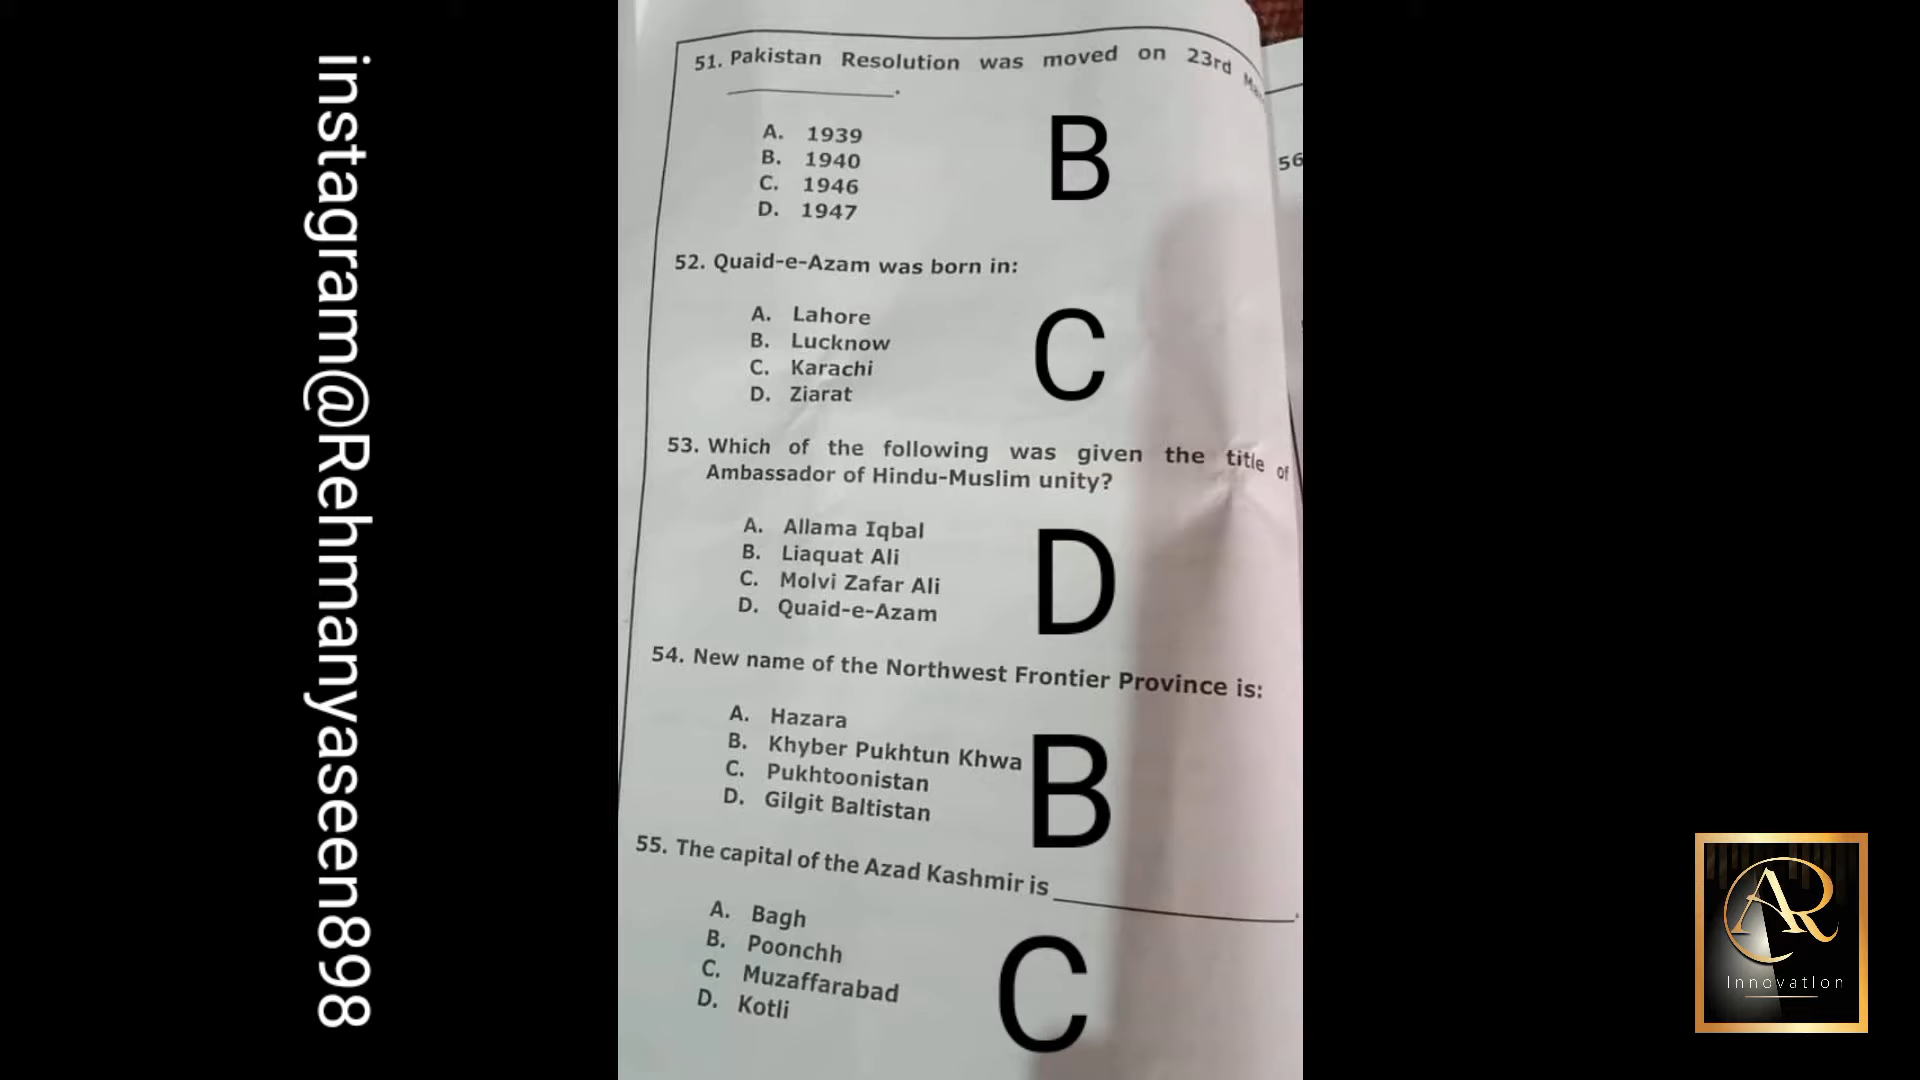 instagram@Rehmanyaseen898
51. Pakistan Resolution was moved on 23rd
__________.
A. 1939
B. 1940
C. 1946
D. 1947
B
56
52. Quaid-e-Azam was born in:
A. Lahore
B. Lucknow
C. Karachi
D. Ziarat
C
53. Which of the following was given the title of
Ambassador of Hindu-Muslim unity?
A. Allama Iqbal
B. Liaquat Ali
C. Molvi Zafar Ali
D. Quaid-e-Azam
D
54. New name of the Northwest Frontier Province is:
A. Hazara
B. Khyber Pukhtun Khwa
C. Pukhtoonistan
D. Gilgit Baltistan
B
55. The capital of the Azad Kashmir is __________.
A. Bagh
B. Poonchh
C. Muzaffarabad
D. Kotli
C
AR
Innovation